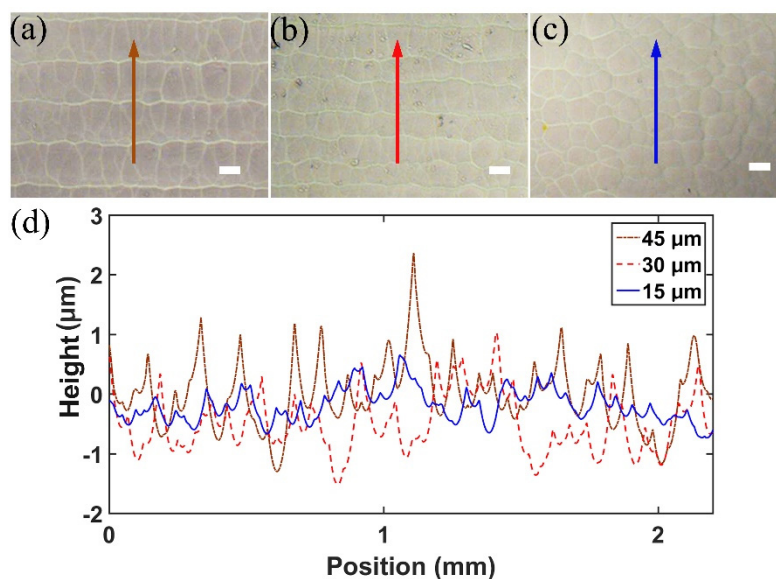 (a)
(b)
(c)
(d)
3
2
1
0
-1
-2
Height (μm)
45 μm
30 μm
15 μm
0
1
2
Position (mm)